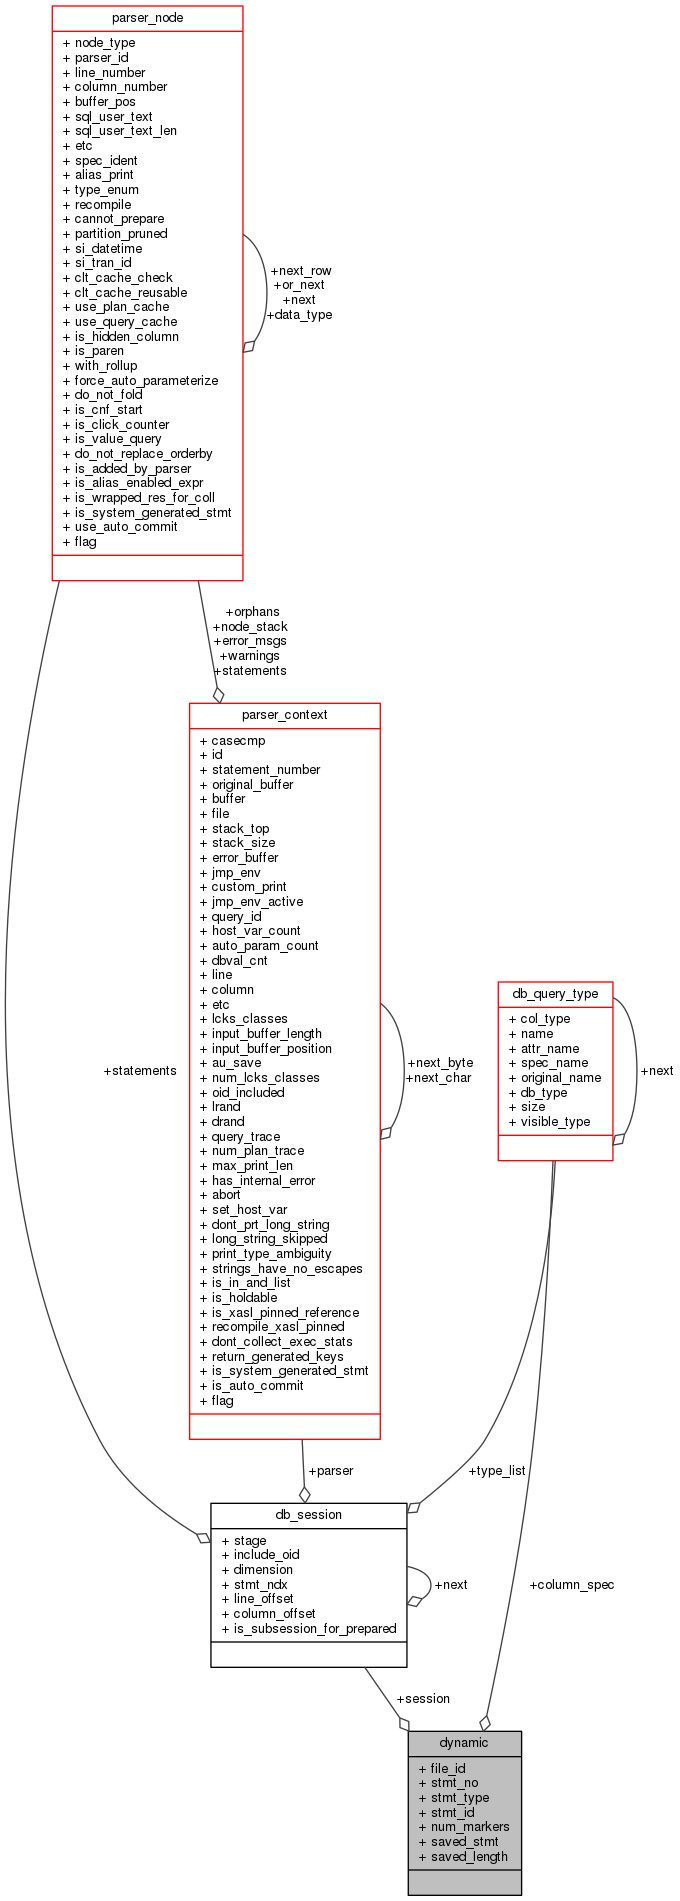 parser_node
+ node_type
+ parser_id
+ line_number
+ column_number
+ buffer_pos
+ sql_user_text
+ sql_user_text_len
+ etc
+ spec_ident
+ alias_print
+ type_enum
+ recompile
+ cannot_prepare
+ partition_pruned
+ si_datetime
+ si_tran_id
+ clt_cache_check
+ clt_cache_reusable
+ use_plan_cache
+ use_query_cache
+ is_hidden_column
+ is_paren
+ with_rollup
+ force_auto_parameterize
+ do_not_fold
+ is_cnf_start
+ is_click_counter
+ is_value_query
+ do_not_replace_orderby
+ is_added_by_parser
+ is_alias_enabled_expr
+ is_wrapped_res_for_coll
+ is_system_generated_stmt
+ use_auto_commit
+ flag
+next_row
+or_next
+next
+data_type
+orphans
+node_stack
+error_msgs
+warnings
+statements
parser_context
+ casecmp
+ id
+ statement_number
+ original_buffer
+ buffer
+ file
+ stack_top
+ stack_size
+ error_buffer
+ jmp_env
+ custom_print
+ jmp_env_active
+ query_id
+ host_var_count
+ auto_param_count
+ dbval_cnt
+ line
+ column
+ etc
+ lcks_classes
+ input_buffer_length
+ input_buffer_position
+ au_save
+ num_lcks_classes
+ oid_included
+ lrand
+ drand
+ query_trace
+ num_plan_trace
+ max_print_len
+ has_internal_error
+ abort
+ set_host_var
+ dont_prt_long_string
+ long_string_skipped
+ print_type_ambiguity
+ strings_have_no_escapes
+ is_in_and_list
+ is_holdable
+ is_xasl_pinned_reference
+ recompile_xasl_pinned
+ dont_collect_exec_stats
+ return_generated_keys
+ is_system_generated_stmt
+ is_auto_commit
+ flag
+next_byte
+next_char
+statements
db_query_type
+ col_type
+ name
+ attr_name
+ spec_name
+ original_name
+ db_type
+ size
+ visible_type
+next
+parser
+type_list
db_session
+ stage
+ include_oid
+ dimension
+ stmt_ndx
+ line_offset
+ column_offset
+ is_subsession_for_prepared
+next
+column_spec
+session
dynamic
+ file_id
+ stmt_no
+ stmt_type
+ stmt_id
+ num_markers
+ saved_stmt
+ saved_length